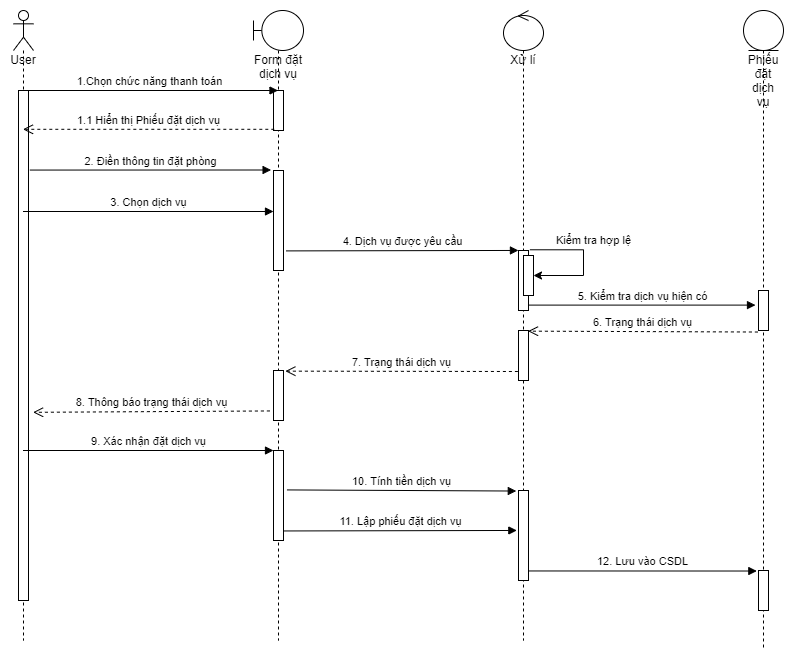 User
Form đặt
dịch vụ
Xử lí
Phiếu
đặt
dịch
vụ
1.Chọn chức năng thanh toán
1.1 Hiển thị Phiếu đặt dịch vụ
2. Điền thông tin đặt phòng
3. Chọn dịch vụ
4. Dịch vụ được yêu cầu
Kiểm tra hợp lệ
5. Kiểm tra dịch vụ hiện có
6. Trạng thái dịch vụ
7. Trạng thái dịch vụ
8. Thông báo trạng thái dịch vụ
9. Xác nhận đặt dịch vụ
10. Tính tiền dịch vụ
11. Lập phiếu đặt dịch vụ
12. Lưu vào CSDL